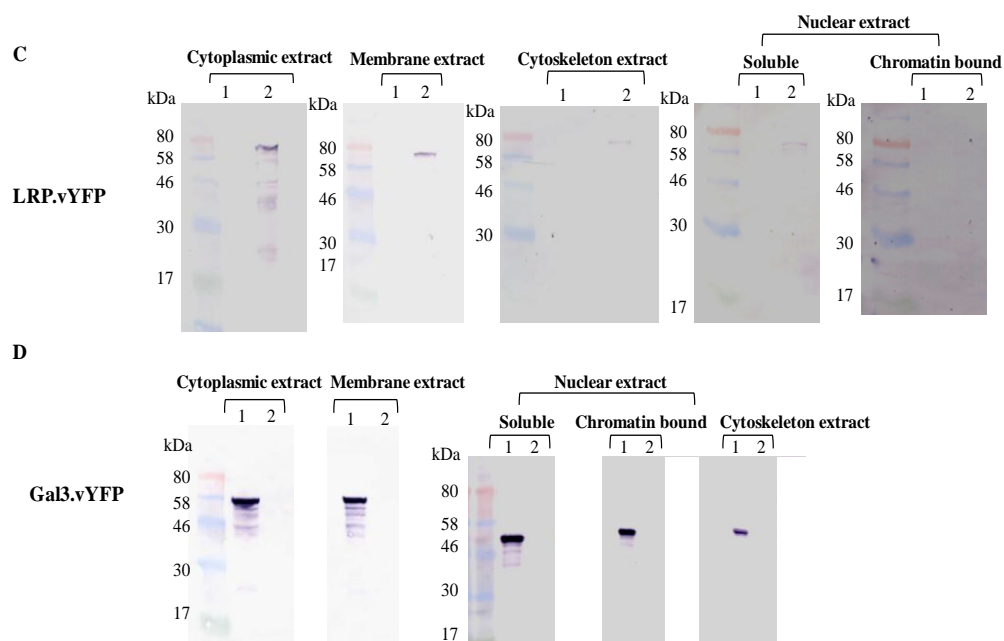 C
Nuclear extract
Cytoplasmic extract Membrane extract Cytoskeleton extract Soluble Chromatin bound
kDa 1 2 kDa 1 2 kDa 1 2 kDa 1 2 kDa 1 2
80 80 80 80 80
58 58 58 58 58
46 46 46 46 46
30 30 30 30 30
17 17 17 17
LRP.vYFP
D
Cytoplasmic extract Membrane extract Nuclear extract
Soluble Chromatin bound Cytoskeleton extract
1 2 1 2 1 2 1 2 1 2
kDa kDa
80 80
58 58
46 46
30 30
17 17
Gal3.vYFP